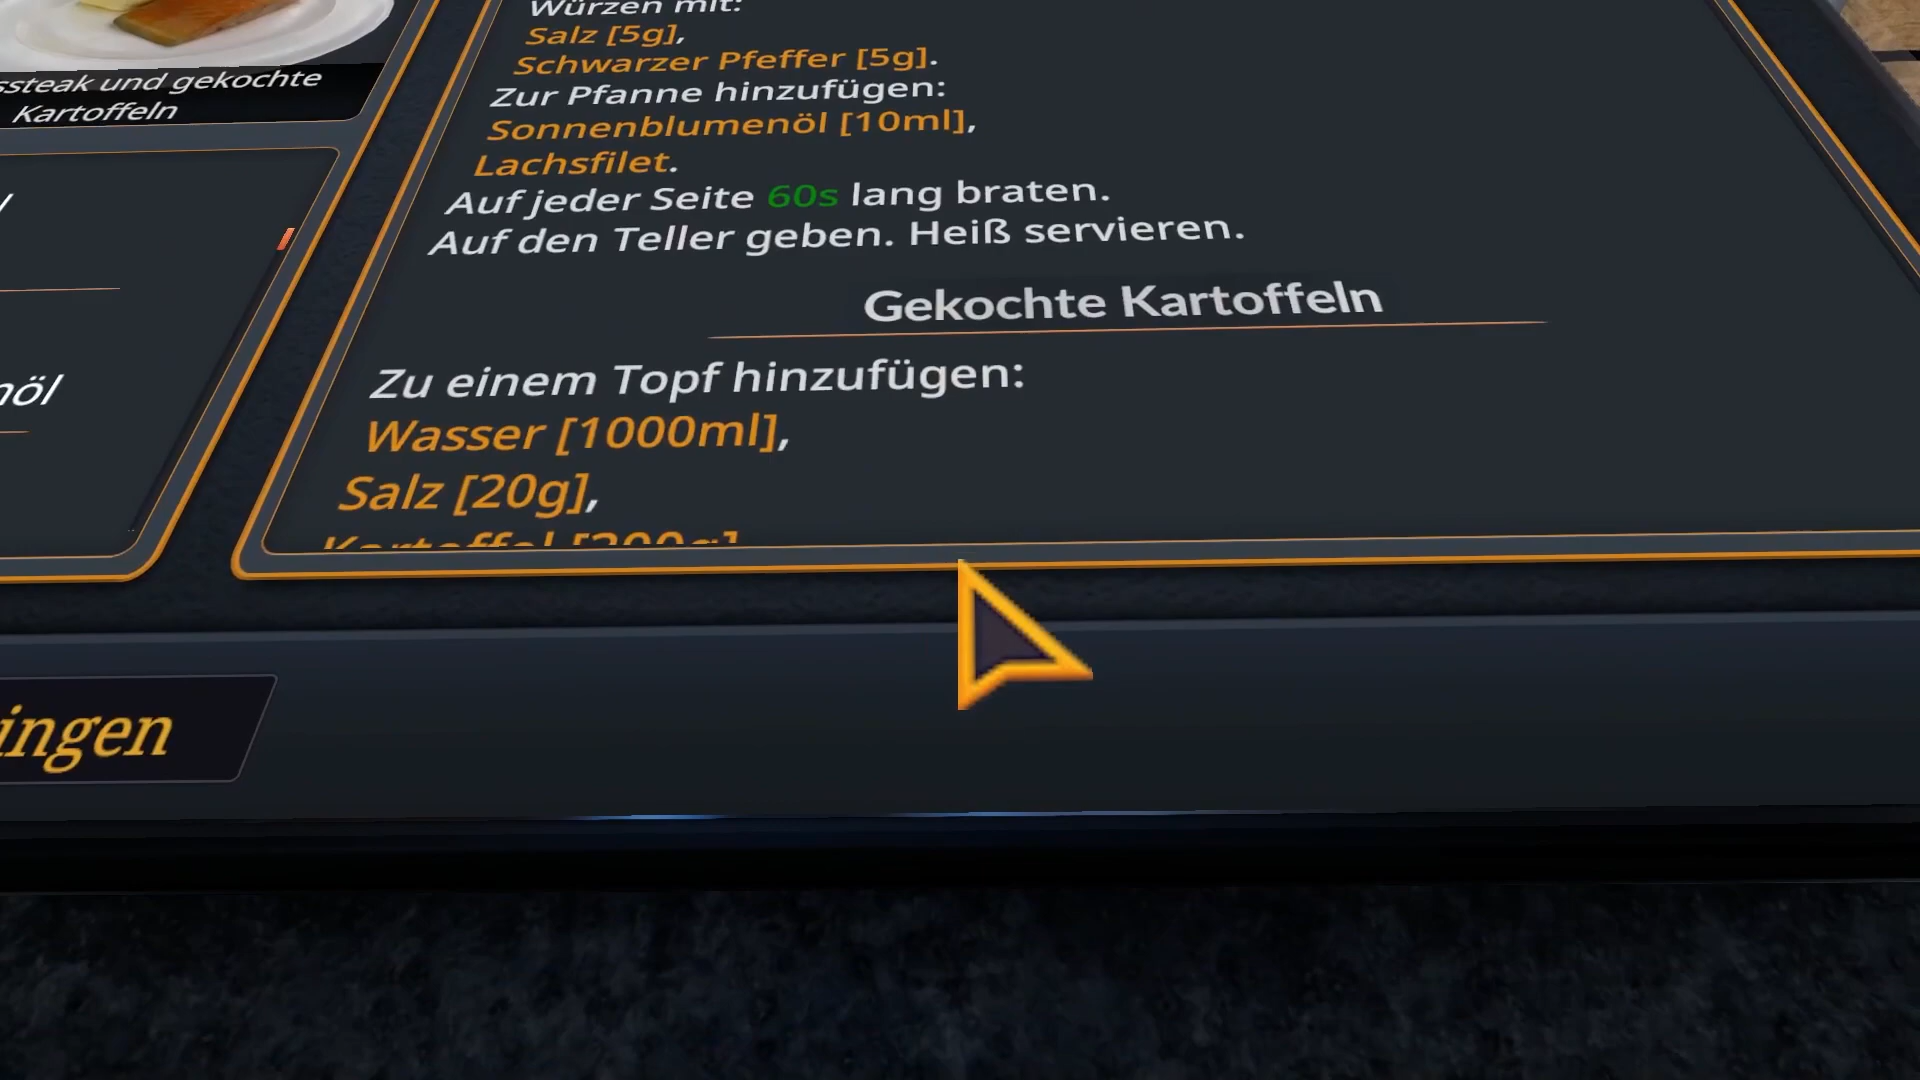 Würzen mit:
Salz [5g],
Schwarzer Pfeffer [5g].
Zur Pfanne hinzufügen:
Sonnenblumenöl [10ml],
Lachsfilet.
Auf jeder Seite 60s lang braten.
Auf den Teller geben. Heiß servieren.
Gekochte Kartoffeln
Zu einem Topf hinzufügen:
Wasser [1000ml],
Salz [20g],
ssteak und gekochte
Kartoffeln
nöl
ingen